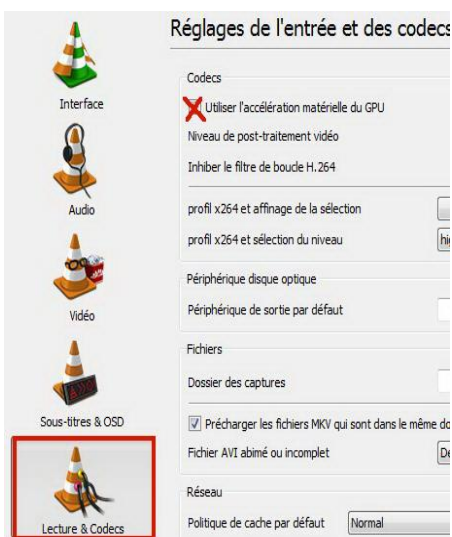 Réglages de l'entrée et des codecs
Interface
Audio
Vidéo
Sous-titres & OSD
Lecture & Codecs
Codecs
Utiliser l'accélération matérielle du GPU
Niveau de post-traitement vidéo
Inhiber le filtre de boucle H.264
profil x264 et affinage de la sélection
profil x264 et sélection du niveau
Périphérique disque optique
Périphérique de sortie par défaut
Fichiers
Dossier des captures
Précharger les fichiers MKV qui sont dans le même
Fichier AVI abimé ou incomplet
Réseau
Politique de cache par défaut Normal